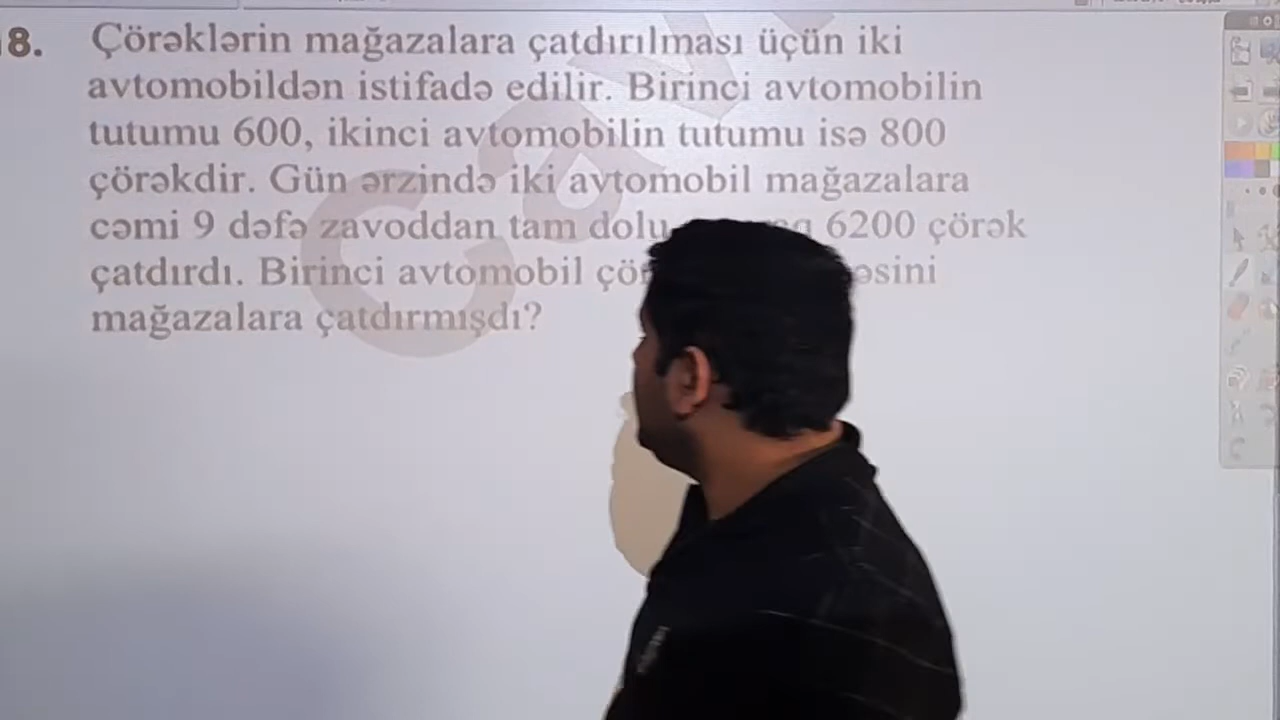 8. Çörəklərin mağazalara çatdırılması üçün iki
avtomobildən istifadə edilir. Birinci avtomobilin
tutumu 600, ikinci avtomobilin tutumu isə 800
çörəkdir. Gün ərzində iki avtomobil mağazalara
cəmi 9 dəfə zavoddan tam dolu 6200 çörək
çatdırdı. Birinci avtomobil
mağazalara çatdırmışdı?